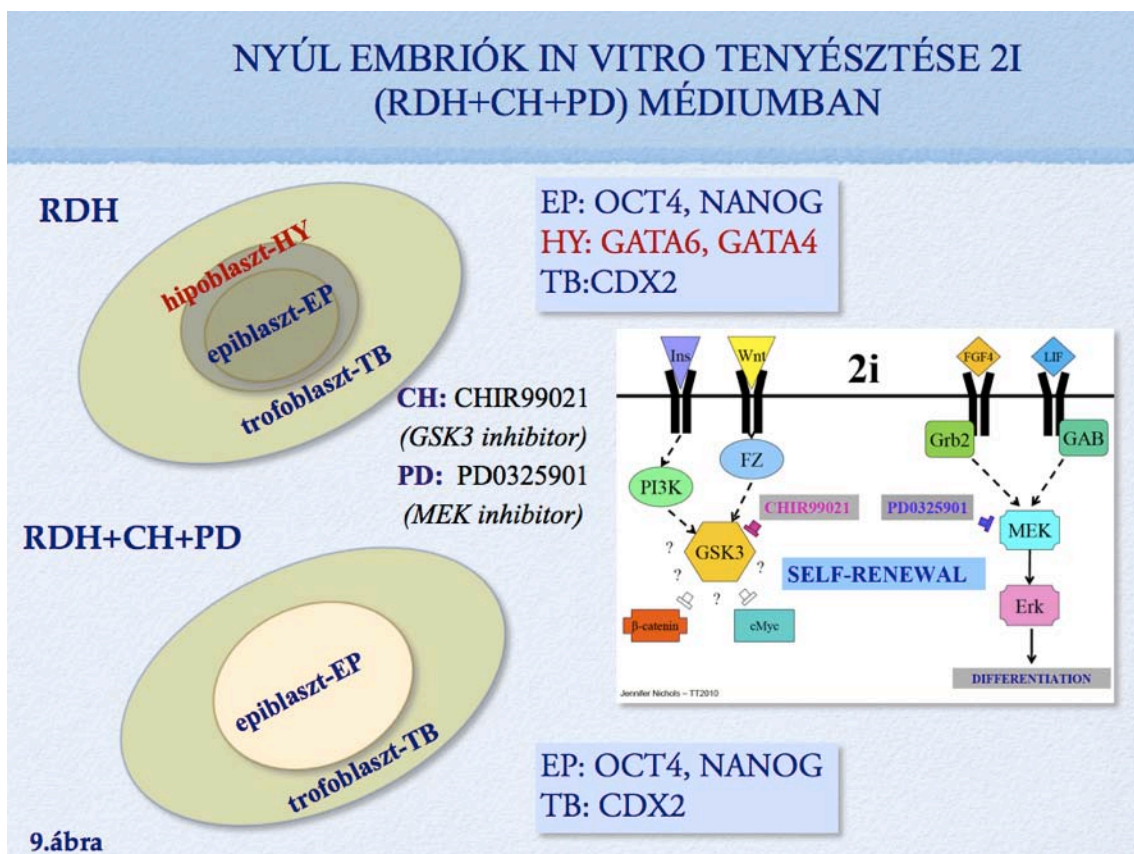 NYÚL EMBRIÓK IN VITRO TENYÉSZTÉSE 2I
(RDH+CH+PD) MÉDIUMBAN
RDH
hipoblaszt-HY
epiblaszt-EP
trofoblaszt-TB
EP: OCT4, NANOG
HY: GATA6, GATA4
TB:CDX2
CH: CHIR99021
(GSK3 inhibitor)
PD: PD0325901
(MEK inhibitor)
2i
Ins
Wnt
FGF4
LIF
Grb2
GAB
FZ
PI3K
CHIR99021
PD0325901
MEK
GSK3
?
?
?
?
SELF-RENEWAL
Erk
β-catenin
cMyc
DIFFERENTIATION
Jennifer Nichols – TT2010
RDH+CH+PD
epiblaszt-EP
trofoblaszt-TB
EP: OCT4, NANOG
TB: CDX2
9.ábra